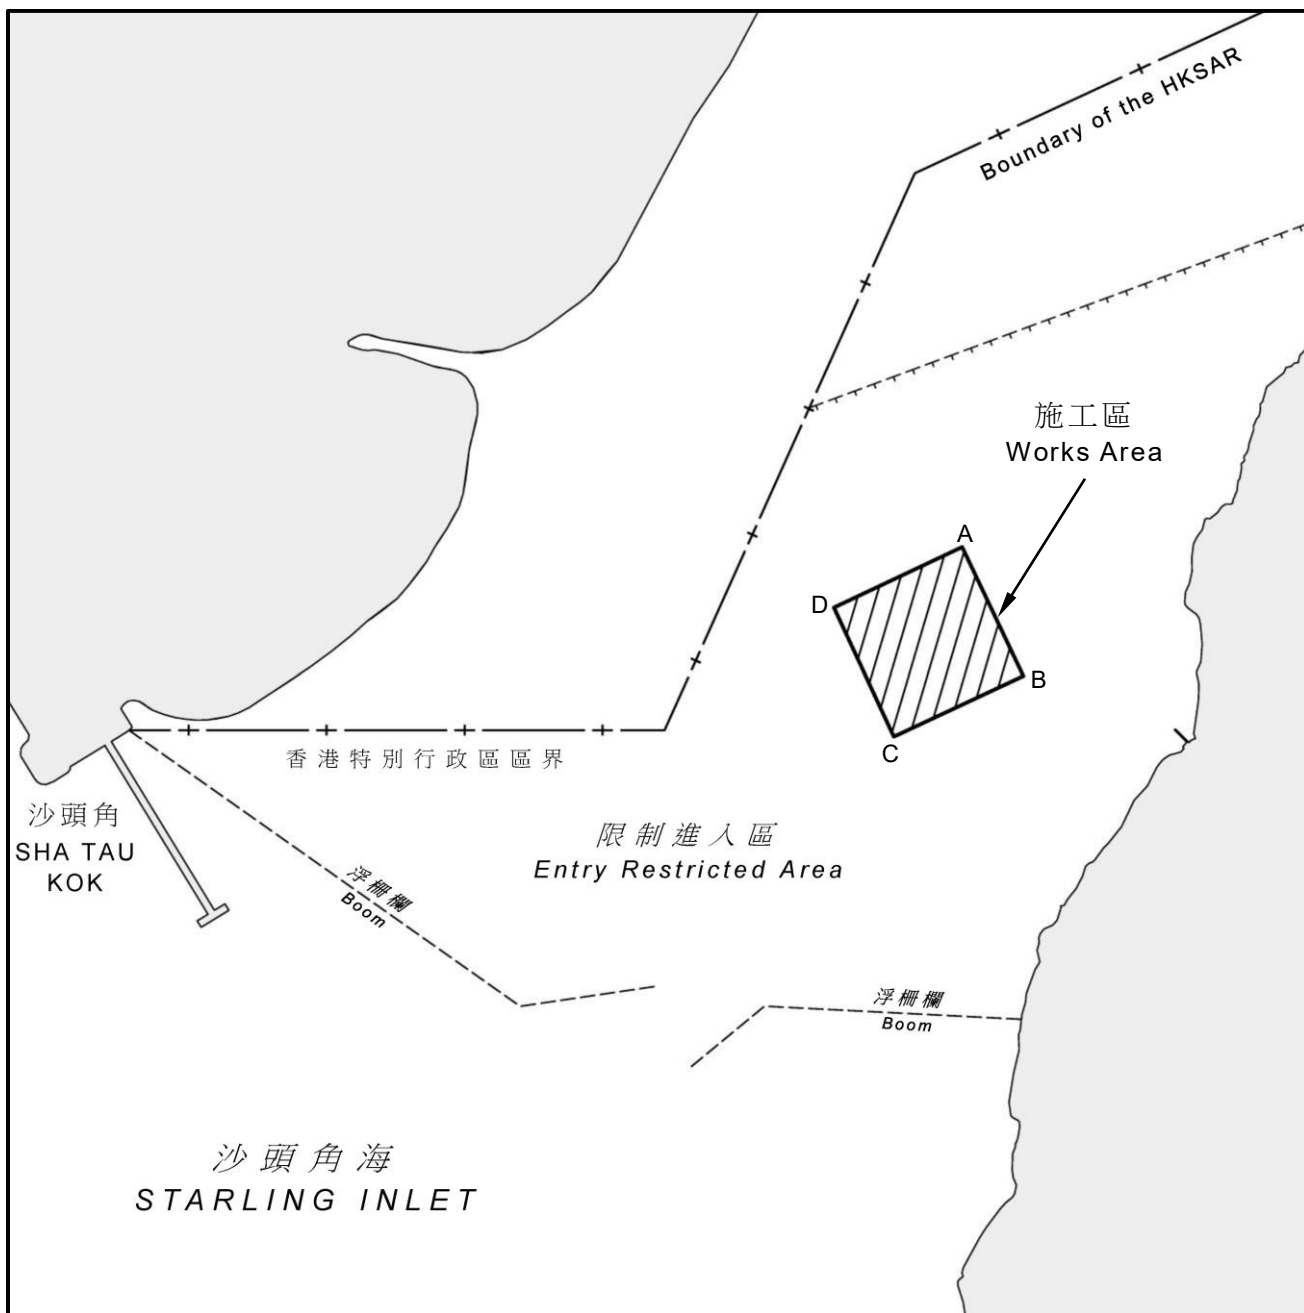 Boundary of the HKSAR
施工區
Works Area
A
D
B
C
香港特別行政區區界
沙頭角
SHA TAU
KOK
限制進入區
Entry Restricted Area
浮柵欄
Boom
浮柵欄
Boom
沙頭角海
STARLING INLET